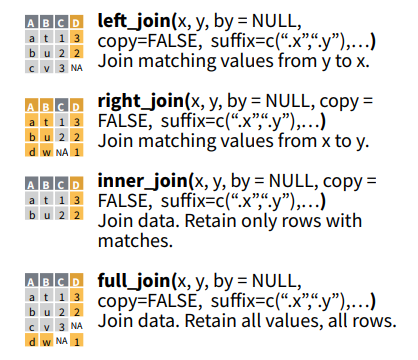 A B C D
a t 1 3
b u 2 2
c v 3 NA
left_join(x, y, by = NULL,
copy=FALSE, suffix=c(“.x”,“.y”),…)
Join matching values from y to x.
A B C D
a t 1 3
b u 2 2
d w NA 1
right_join(x, y, by = NULL, copy =
FALSE, suffix=c(“.x”,“.y”),…)
Join matching values from x to y.
A B C D
a t 1 3
b u 2 2
inner_join(x, y, by = NULL, copy =
FALSE, suffix=c(“.x”,“.y”),…)
Join data. Retain only rows with
matches.
A B C D
a t 1 3
b u 2 2
c v 3 NA
d w NA 1
full_join(x, y, by = NULL,
copy=FALSE, suffix=c(“.x”,“.y”),…)
Join data. Retain all values, all rows.